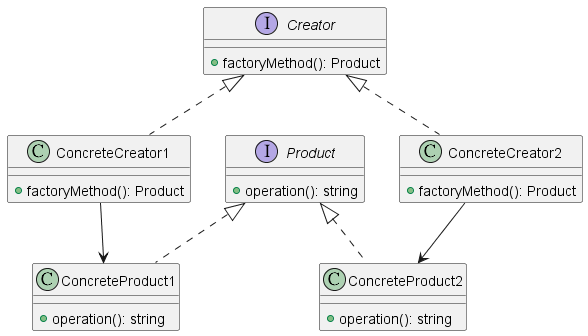 I Creator
factoryMethod(): Product
C ConcreteCreator1
factoryMethod(): Product
I Product
operation(): string
C ConcreteCreator2
factoryMethod(): Product
C ConcreteProduct1
operation(): string
C ConcreteProduct2
operation(): string